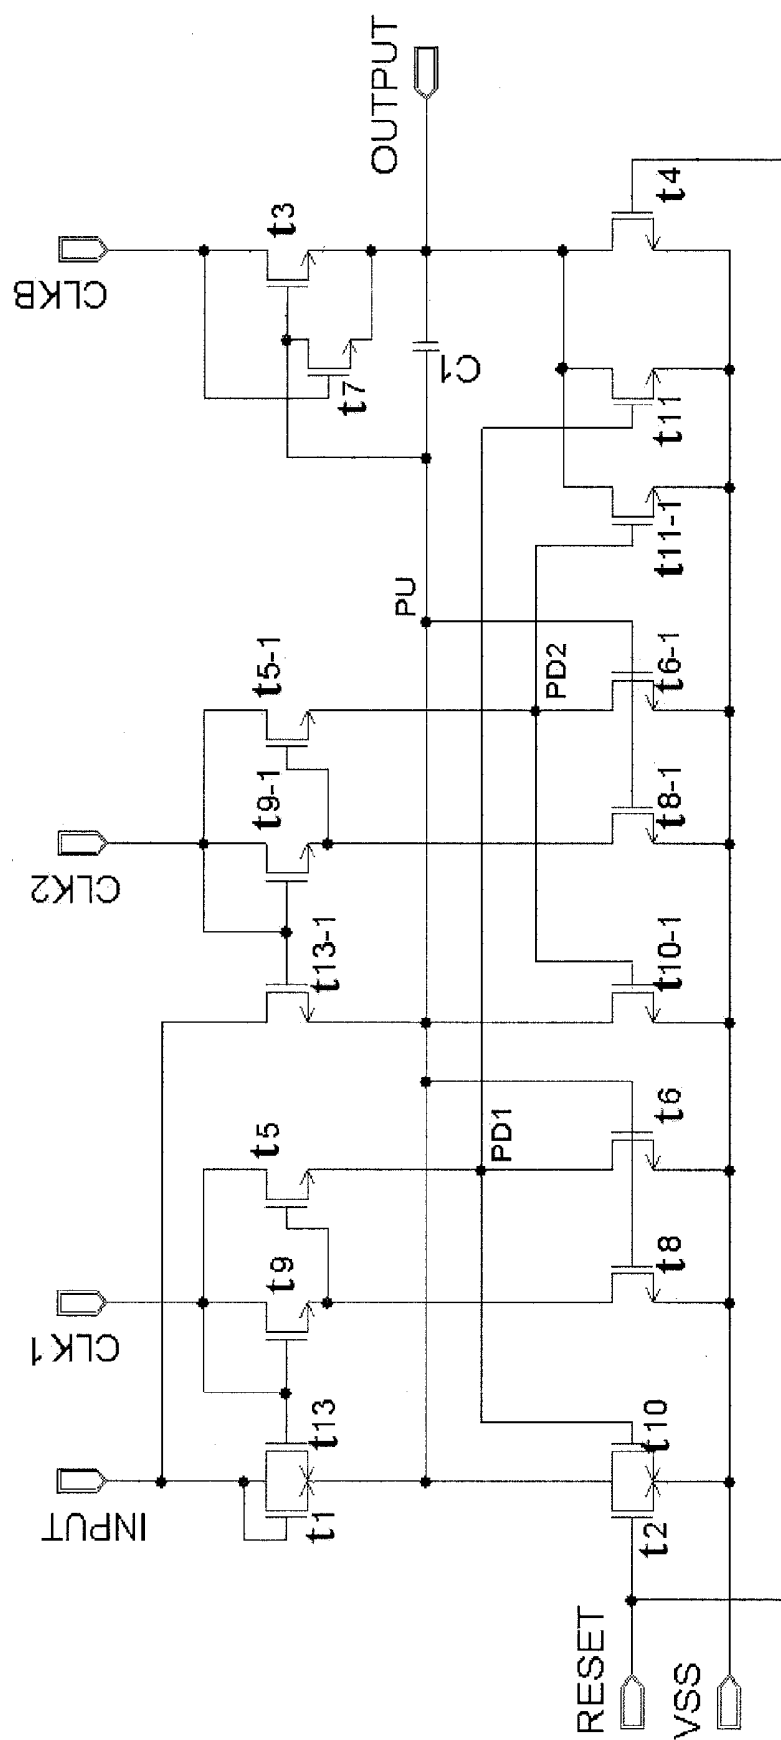 OUTPUT
CLKB
t3
t7
C1
t4
t11
t11-1
PU
t5-1
PD2
t6-1
CLK2
t9-1
t8-1
t13-1
t10-1
t5
PD1
t6
CLK1
t9
t8
INPUT
t13
t1
t10
t2
RESET
VSS